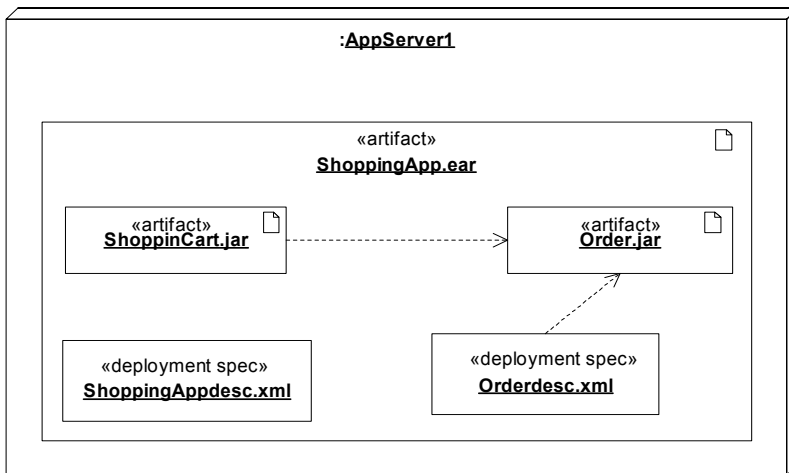 :AppServer1
«artifact»
ShoppingApp.ear
«artifact»
ShoppinCart.jar
«artifact»
Order.jar
«deployment spec»
ShoppingAppdesc.xml
«deployment spec»
Orderdesc.xml